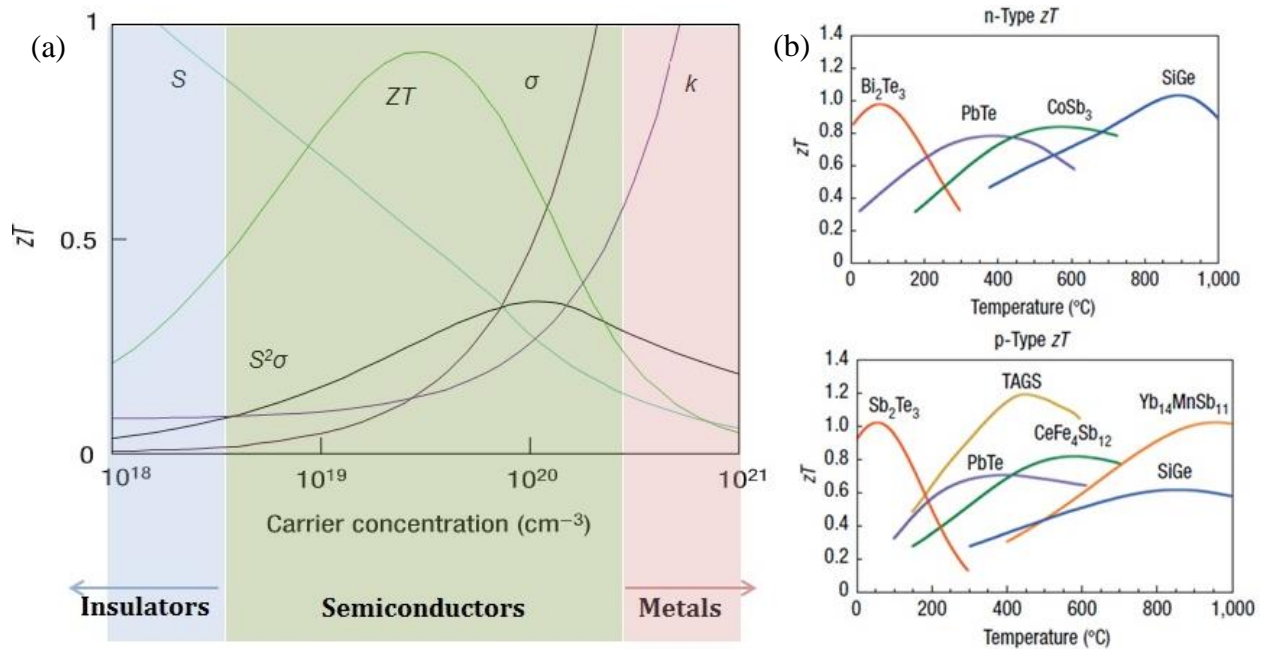 (a)
1
0.5
0
zT
S
ZT
σ
k
S²σ
10¹⁸
10¹⁹
10²⁰
10²¹
Carrier concentration (cm⁻³)
Insulators
Semiconductors
Metals
(b)
n-Type zT
1.4
1.2
1.0
0.8
0.6
0.4
0.2
0
zT
Bi₂Te₃
PbTe
CoSb₃
SiGe
0 200 400 600 800 1,000
Temperature (°C)
p-Type zT
1.4
1.2
1.0
0.8
0.6
0.4
0.2
0
zT
Sb₂Te₃
TAGS
Yb₁₄MnSb₁₁
CeFe₄Sb₁₂
PbTe
SiGe
0 200 400 600 800 1,000
Temperature (°C)